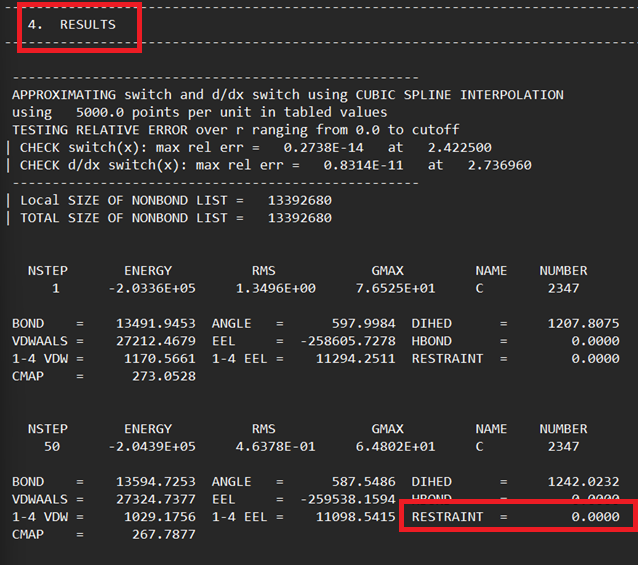 --------------------------------------------------------------------------------
4.  RESULTS
--------------------------------------------------------------------------------
---------------------------------------------------
APPROXIMATING switch and d/dx switch using CUBIC SPLINE INTERPOLATION
using   5000.0 points per unit in tabled values
TESTING RELATIVE ERROR over r ranging from 0.0 to cutoff
| CHECK switch(x): max rel err =   0.2738E-14   at   2.422500
| CHECK d/dx switch(x): max rel err =   0.8314E-11   at   2.736960
---------------------------------------------------
| Local SIZE OF NONBOND LIST =   13392680
| TOTAL SIZE OF NONBOND LIST =   13392680
NSTEP       ENERGY          RMS            GMAX         NAME    NUMBER
1      -2.0336E+05     1.3496E+00     7.6525E+01     C         2347
BOND    =    13491.9453  ANGLE   =      597.9984  DIHED      =     1207.8075
VDWAALS =    27212.4679  EEL     =  -258605.7278  HBOND      =        0.0000
1-4 VDW =     1170.5661  1-4 EEL =    11294.2511  RESTRAINT  =        0.0000
CMAP    =      273.0528
NSTEP       ENERGY          RMS            GMAX         NAME    NUMBER
50      -2.0439E+05     4.6378E-01     6.4802E+01     C         2347
BOND    =    13594.7253  ANGLE   =      587.5486  DIHED      =     1242.0232
VDWAALS =    27324.7377  EEL     =  -259538.1594  HBOND      =        0.0000
1-4 VDW =     1029.1756  1-4 EEL =    11098.5415  RESTRAINT  =        0.0000
CMAP    =      267.7877